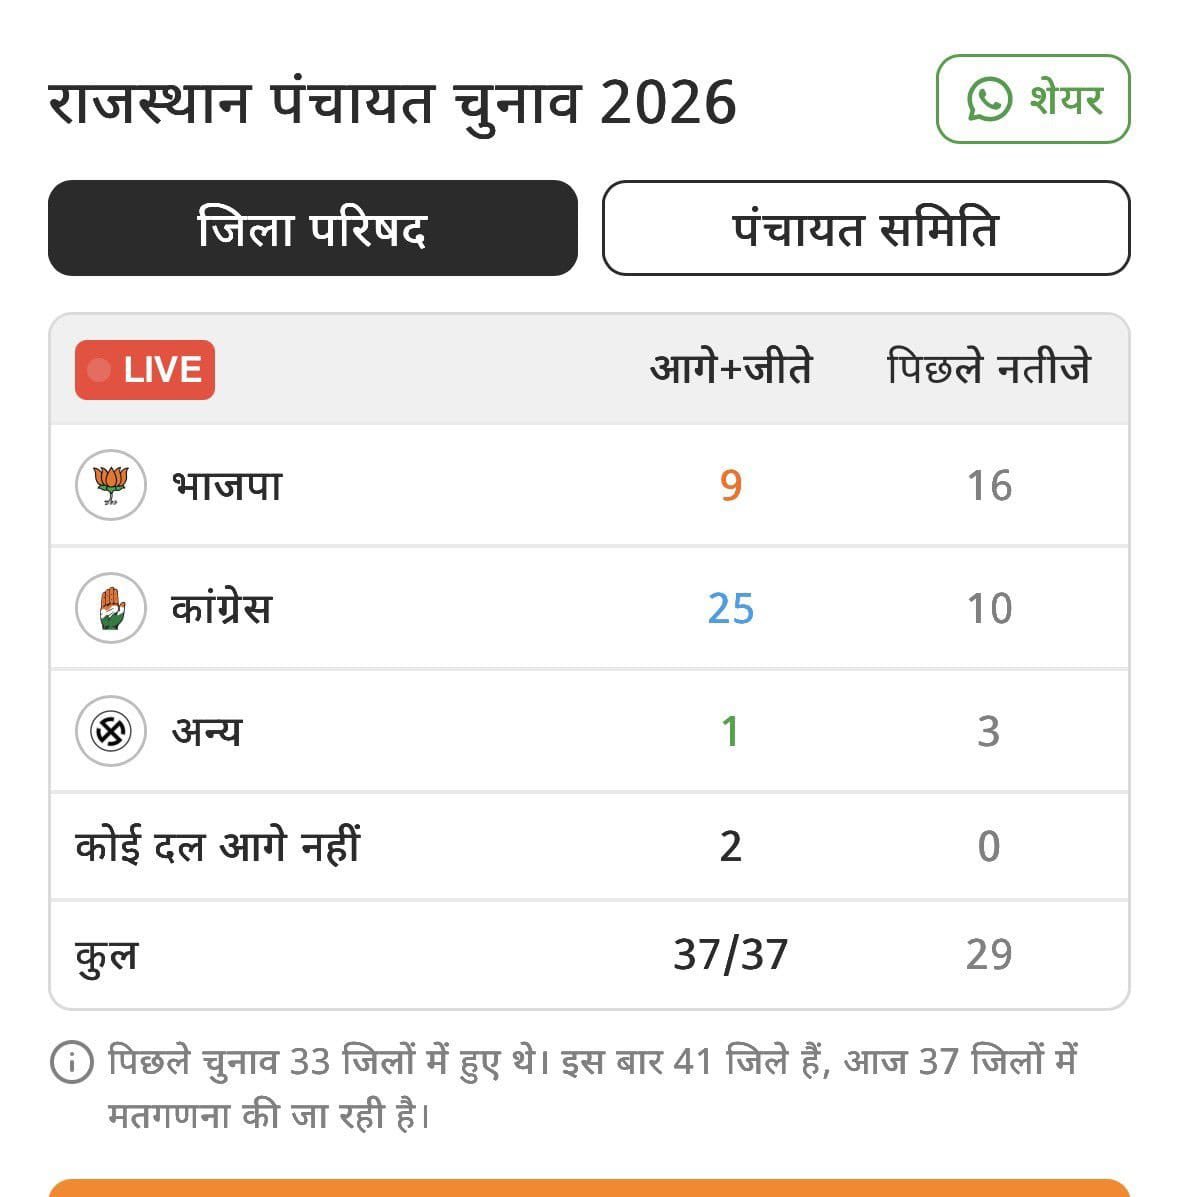 राजस्थान पंचायत चुनाव 2026
शेयर
जिला परिषद
पंचायत समिति
LIVE आगे+जीते पिछले नतीजे
भाजपा 9 16
कांग्रेस 25 10
अन्य 1 3
कोई दल आगे नहीं 2 0
कुल 37/37 29
पिछले चुनाव 33 जिलों में हुए थे। इस बार 41 जिले हैं, आज 37 जिलों में
मतगणना की जा रही है।